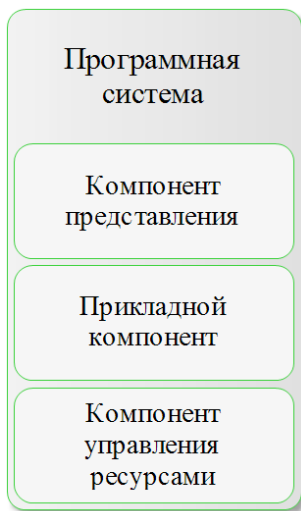 Программная
система
Компонент
представления
Прикладной
компонент
Компонент
управления
ресурсами